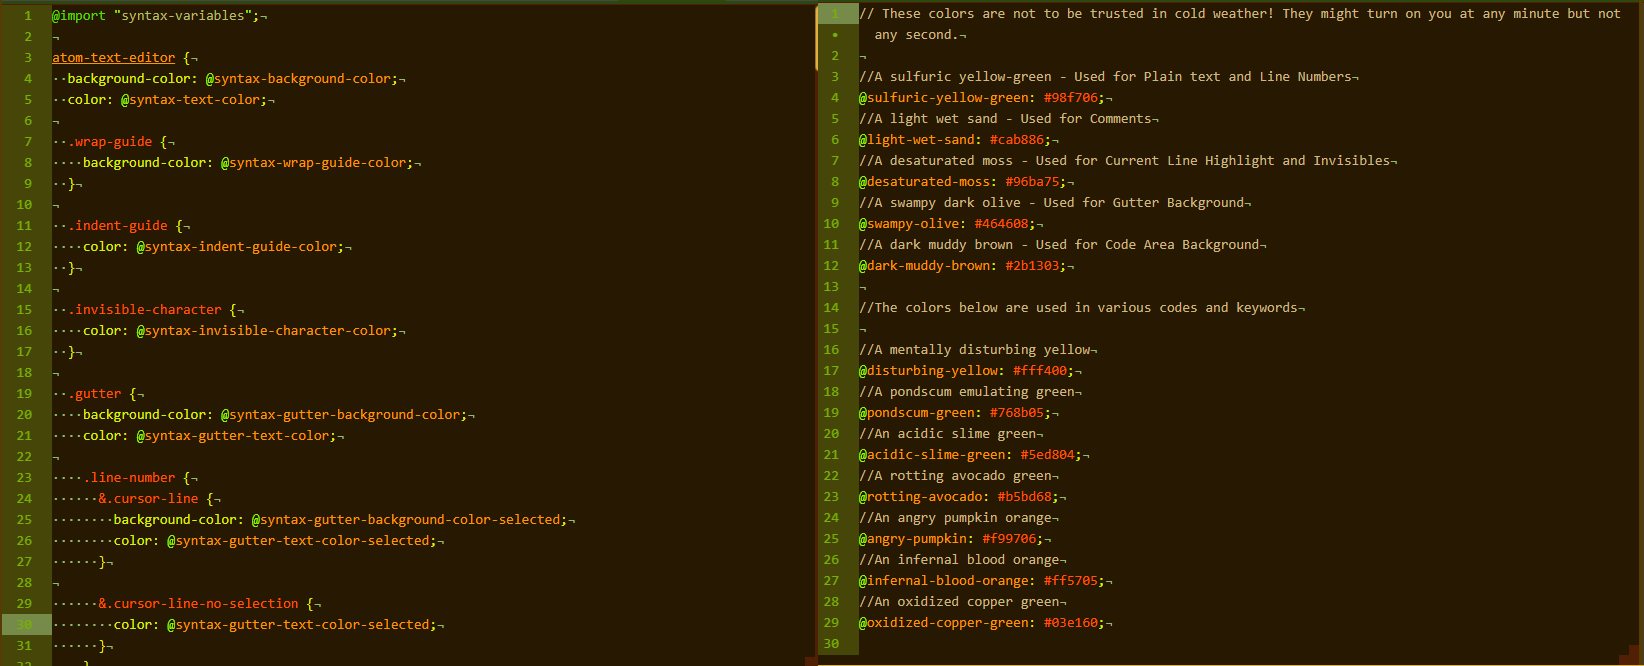 1 @import "syntax-variables";¬
2 ¬
3 atom-text-editor {¬
4 ··background-color: @syntax-background-color;¬
5 ··color: @syntax-text-color;¬
6 ¬
7 ··.wrap-guide {¬
8 ····background-color: @syntax-wrap-guide-color;¬
9 ··}¬
10 ¬
11 ··.indent-guide {¬
12 ····color: @syntax-indent-guide-color;¬
13 ··}¬
14 ¬
15 ··.invisible-character {¬
16 ····color: @syntax-invisible-character-color;¬
17 ··}¬
18 ¬
19 ··.gutter {¬
20 ····background-color: @syntax-gutter-background-color;¬
21 ····color: @syntax-gutter-text-color;¬
22 ¬
23 ····.line-number {¬
24 ······&.cursor-line {¬
25 ········background-color: @syntax-gutter-background-color-selected;¬
26 ········color: @syntax-gutter-text-color-selected;¬
27 ······}¬
28 ¬
29 ······&.cursor-line-no-selection {¬
30 ········color: @syntax-gutter-text-color-selected;¬
31 ······}¬
1 // These colors are not to be trusted in cold weather! They might turn on you at any minute but not
• any second.¬
2 ¬
3 //A sulfuric yellow-green - Used for Plain text and Line Numbers¬
4 @sulfuric-yellow-green: #98f706;¬
5 //A light wet sand - Used for Comments¬
6 @light-wet-sand: #cab886;¬
7 //A desaturated moss - Used for Current Line Highlight and Invisibles¬
8 @desaturated-moss: #96ba75;¬
9 //A swampy dark olive - Used for Gutter Background¬
10 @swampy-olive: #464608;¬
11 //A dark muddy brown - Used for Code Area Background¬
12 @dark-muddy-brown: #2b1303;¬
13 ¬
14 //The colors below are used in various codes and keywords¬
15 ¬
16 //A mentally disturbing yellow¬
17 @disturbing-yellow: #fff400;¬
18 //A pondscum emulating green¬
19 @pondscum-green: #768b05;¬
20 //An acidic slime green¬
21 @acidic-slime-green: #5ed804;¬
22 //A rotting avocado green¬
23 @rotting-avocado: #b5bd68;¬
24 //An angry pumpkin orange¬
25 @angry-pumpkin: #f99706;¬
26 //An infernal blood orange¬
27 @infernal-blood-orange: #ff5705;¬
28 //An oxidized copper green¬
29 @oxidized-copper-green: #03e160;¬
30